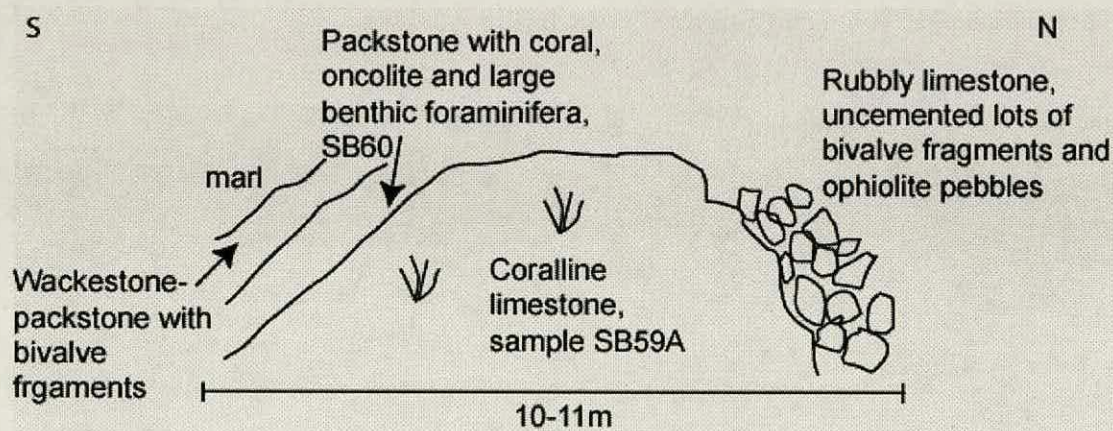 S
N
Packstone with coral,
oncolite and large
benthic foraminifera,
SB60
Rubbly limestone,
uncemented lots of
bivalve fragments and
ophiolite pebbles
marl
Wackestone-
packstone with
bivalve
frgaments
Coralline
limestone,
sample SB59A
10-11m